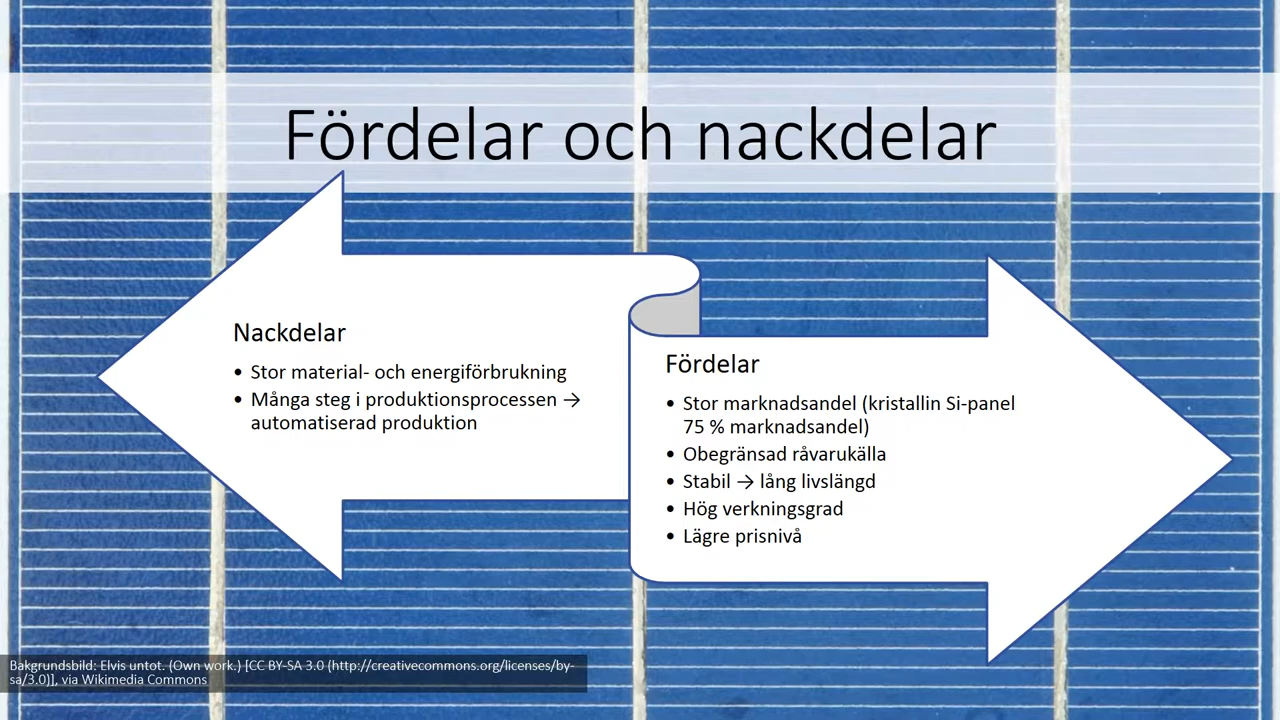 Fördelar och nackdelar
Nackdelar
• Stor material- och energiförbrukning
• Många steg i produktionsprocessen →
automatiserad produktion
Fördelar
• Stor marknadsandel (kristallin Si-panel
75 % marknadsandel)
• Obegränsad råvarukälla
• Stabil → lång livslängd
• Hög verkningsgrad
• Lägre prisnivå
Bakgrundsbild: Elvis untot. (Own work.) [CC BY-SA 3.0 (http://creativecommons.org/licenses/by-
sa/3.0)], via Wikimedia Commons